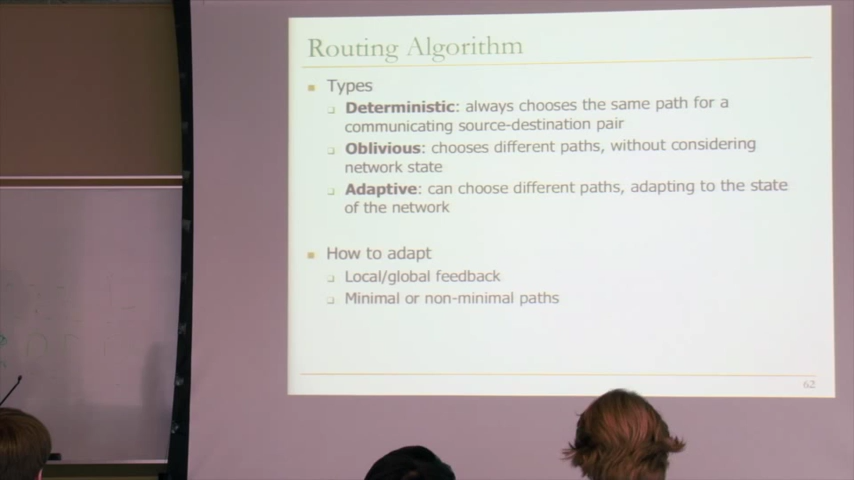 Routing Algorithm
Types
Deterministic: always chooses the same path for a
communicating source-destination pair
Oblivious: chooses different paths, without considering
network state
Adaptive: can choose different paths, adapting to the state
of the network
How to adapt
Local/global feedback
Minimal or non-minimal paths
62